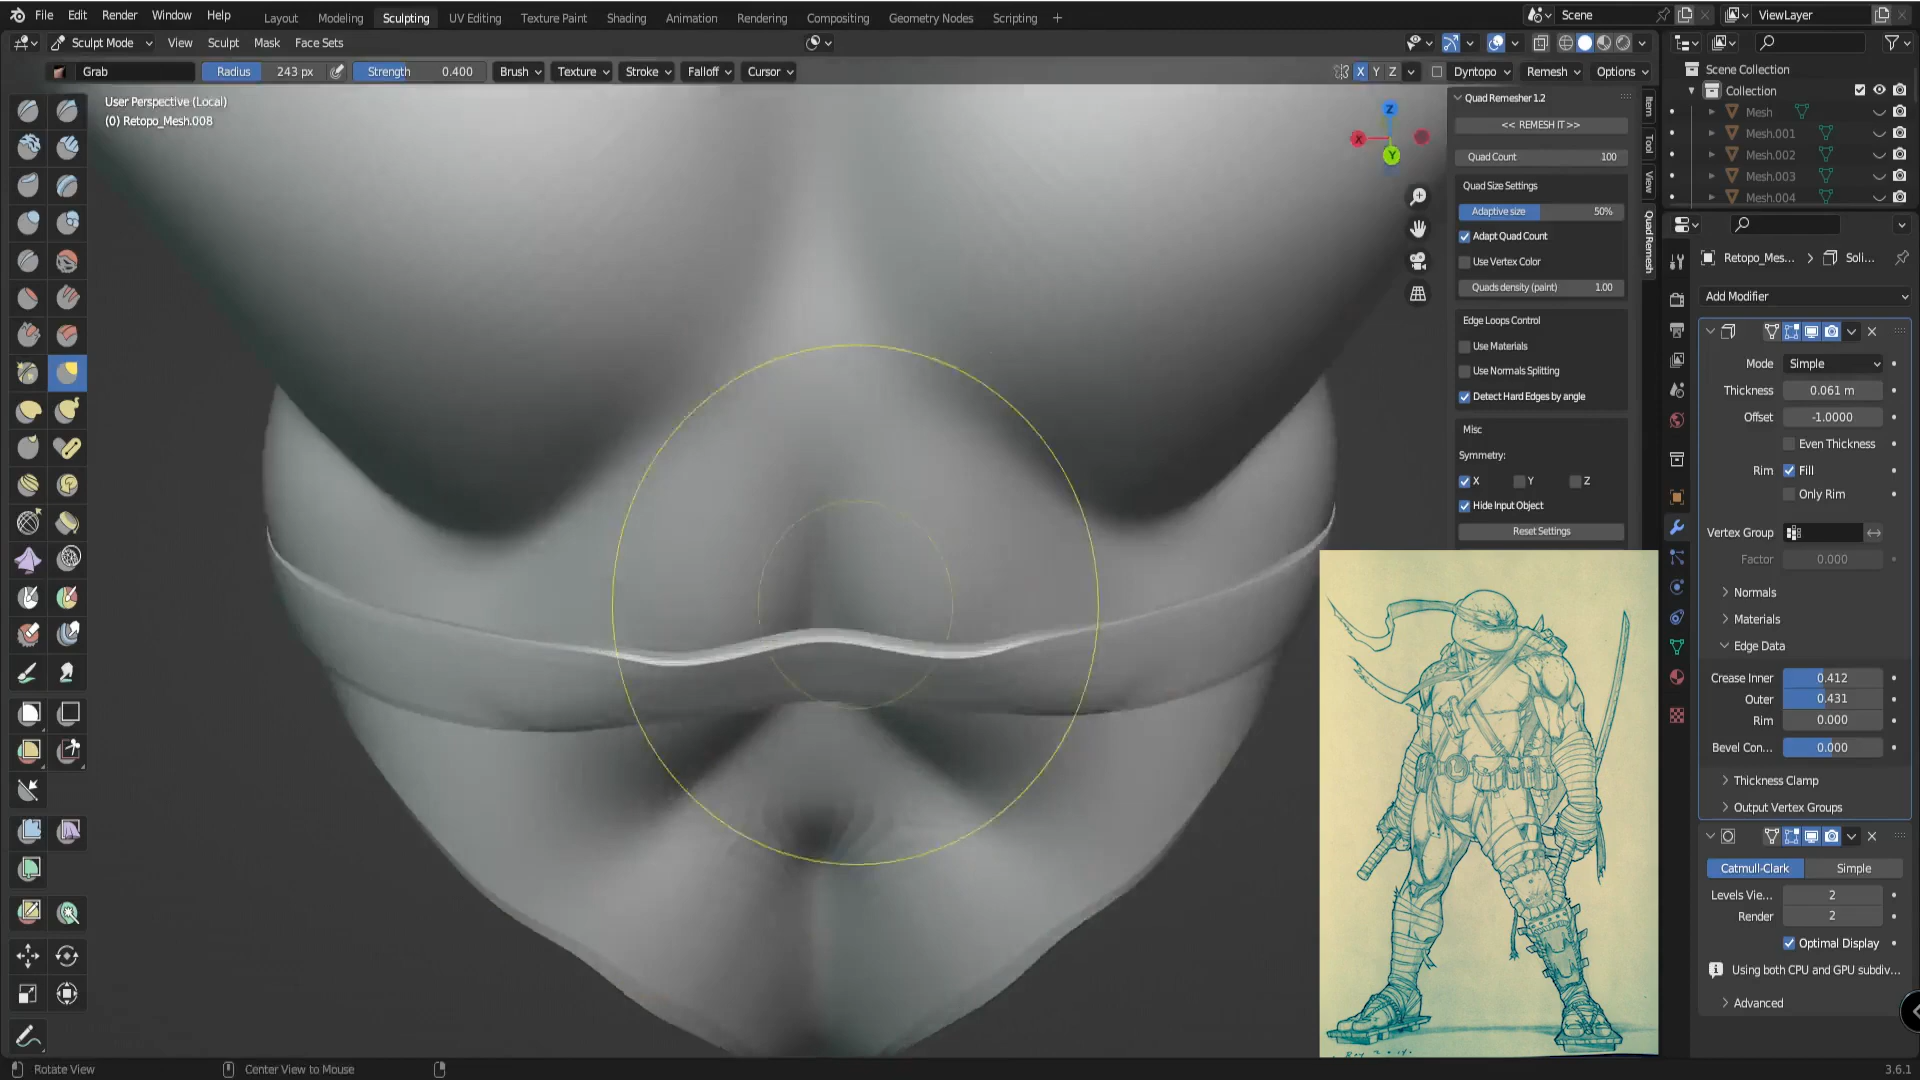 File Edit Render Window Help Layout Modeling Sculpting UV Editing Texture Paint Shading Animation Rendering Compositing Geometry Nodes Scripting + Scene ViewLayer
Sculpt Mode View Sculpt Mask Face Sets
Grab Radius 243 px Strength 0.400 Brush Texture Stroke Falloff Cursor X Y Z Dyntopo Remesh Options
User Perspective (Local)
(0) Retopo_Mesh.008
Z
X
Y
Quad Remesher 1.2
<< REMESH IT >>
Quad Count 100
Quad Size Settings
Adaptive size 50%
Adapt Quad Count
Use Vertex Color
Quads density (paint) 1.00
Edge Loops Control
Use Materials
Use Normals Splitting
Detect Hard Edges by angle
Misc
Symmetry:
X Y Z
Hide Input Object
Reset Settings
Item
Tool
View
Quad Remesh
Scene Collection
Collection
Mesh
Mesh.001
Mesh.002
Mesh.003
Mesh.004
Retopo_Mes... > Soli...
Add Modifier
Mode Simple
Thickness 0.061 m
Offset -1.0000
Even Thickness
Rim Fill
Only Rim
Vertex Group
Factor 0.000
Normals
Materials
Edge Data
Crease Inner 0.412
Outer 0.431
Rim 0.000
Bevel Con... 0.000
Thickness Clamp
Output Vertex Groups
Catmull-Clark Simple
Levels Vie... 2
Render 2
Optimal Display
Using both CPU and GPU subdiv...
Advanced
Rotate View Center View to Mouse 3.6.1